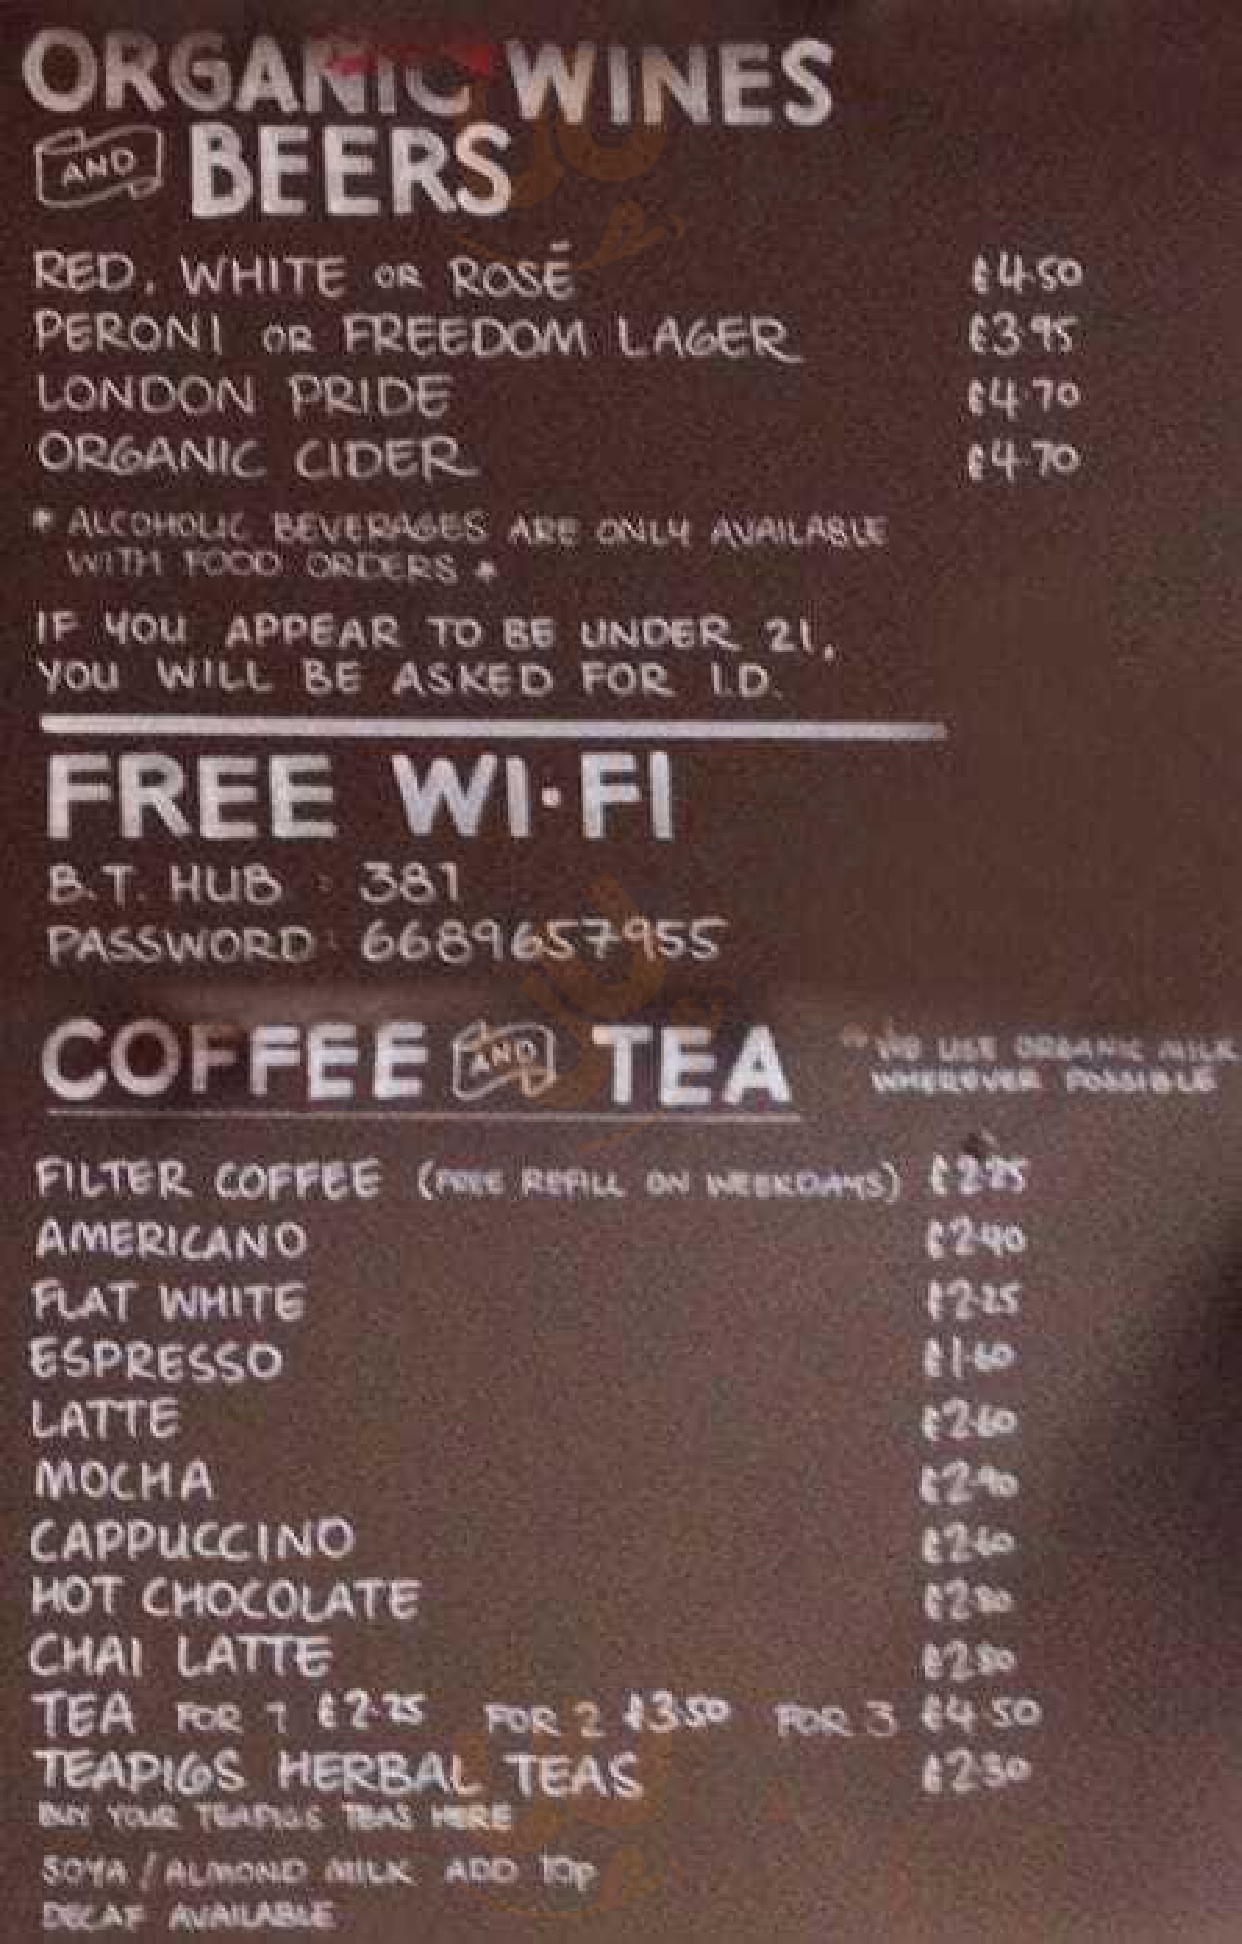 ORGANIC WINES
AND BEERS
RED, WHITE OR ROSÉ £4.50
PERONI OR FREEDOM LAGER £3.95
LONDON PRIDE £4.70
ORGANIC CIDER £4.70
* ALCOHOLIC BEVERAGES ARE ONLY AVAILABLE
WITH FOOD ORDERS *
IF YOU APPEAR TO BE UNDER 21,
YOU WILL BE ASKED FOR I.D.
FREE WI·FI
B.T. HUB : 381
PASSWORD : 6689657955
COFFEE AND TEA
* WE USE ORGANIC MILK
WHEREVER POSSIBLE
FILTER COFFEE (FREE REFILL ON WEEKDAYS)
AMERICANO £2.40
FLAT WHITE £2.25
ESPRESSO £1.60
LATTE £2.60
MOCHA £2.90
CAPPUCCINO £2.60
HOT CHOCOLATE £2.80
CHAI LATTE £2.80
TEA FOR 1 £2.25 FOR 2 £3.50 FOR 3 £4.50
TEAPIGS HERBAL TEAS £2.30
BUY YOUR TEAPIGS TEAS HERE
SOYA / ALMOND MILK ADD 10p
DECAF AVAILABLE